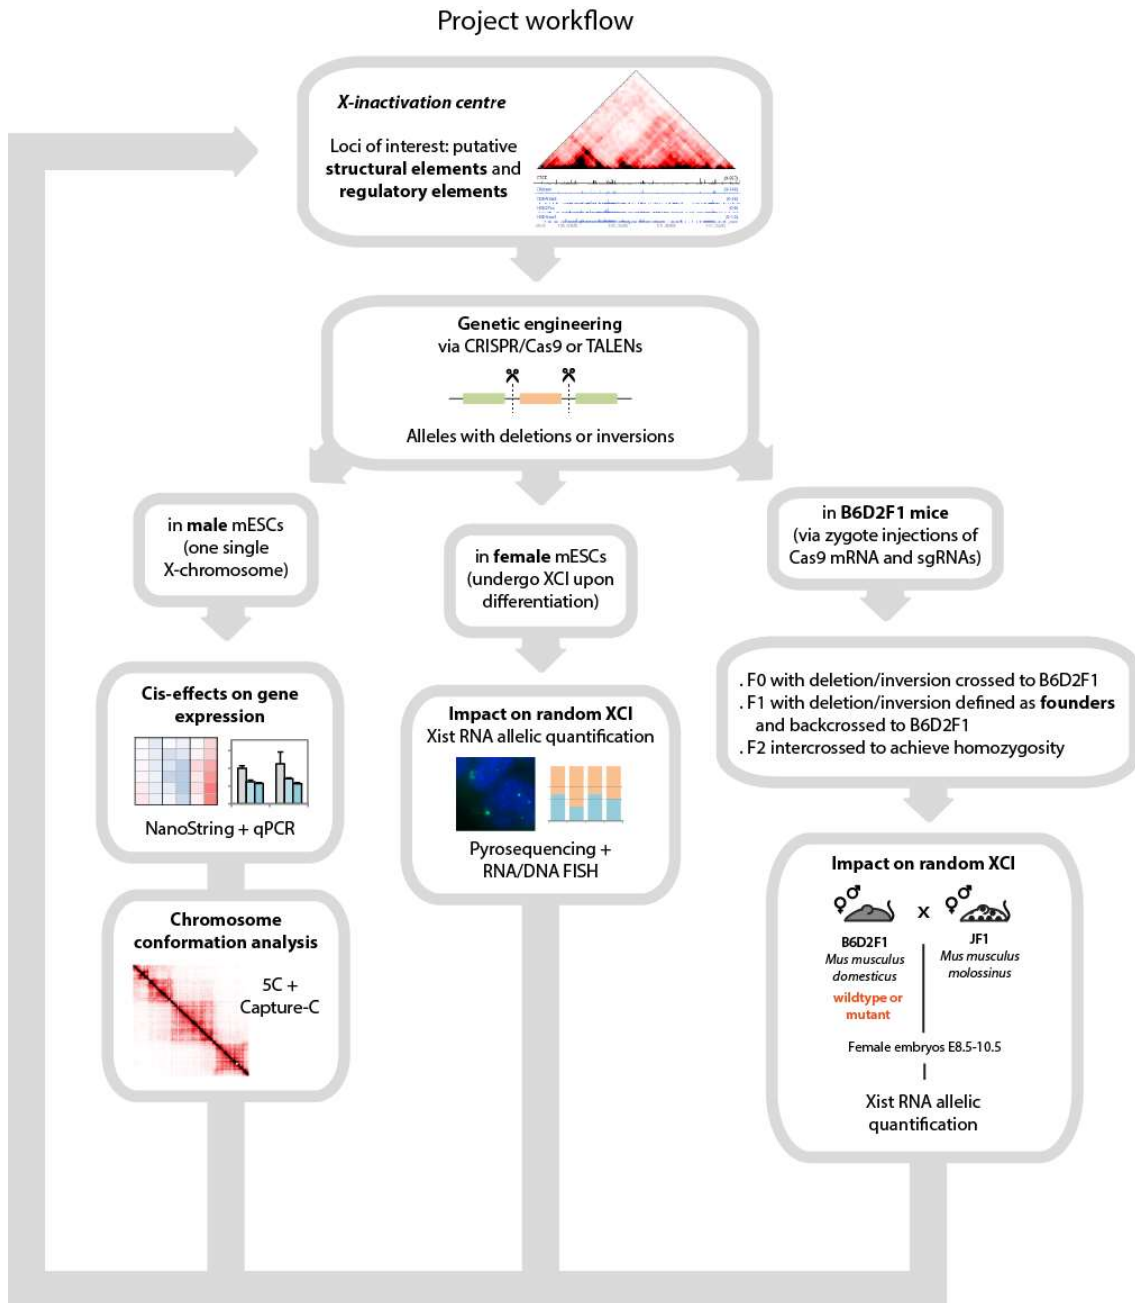 Project workflow
X-inactivation centre
Loci of interest: putative
structural elements and
regulatory elements
Genetic engineering
via CRISPR/Cas9 or TALENs
Alleles with deletions or inversions
in male mESCs
(one single
X-chromosome)
in female mESCs
(undergo XCI upon
differentiation)
in B6D2F1 mice
(via zygote injections of
Cas9 mRNA and sgRNAs)
Cis-effects on gene
expression
NanoString + qPCR
Chromosome
conformation analysis
5C +
Capture-C
Impact on random XCI
Xist RNA allelic quantification
Pyrosequencing +
RNA/DNA FISH
. F0 with deletion/inversion crossed to B6D2F1
. F1 with deletion/inversion defined as founders
and backcrossed to B6D2F1
. F2 intercrossed to achieve homozygosity
Impact on random XCI
♀♂ x ♀♂
B6D2F1
Mus musculus
domesticus
wildtype or
mutant
JF1
Mus musculus
molossinus
Female embryos E8.5-10.5
Xist RNA allelic
quantification